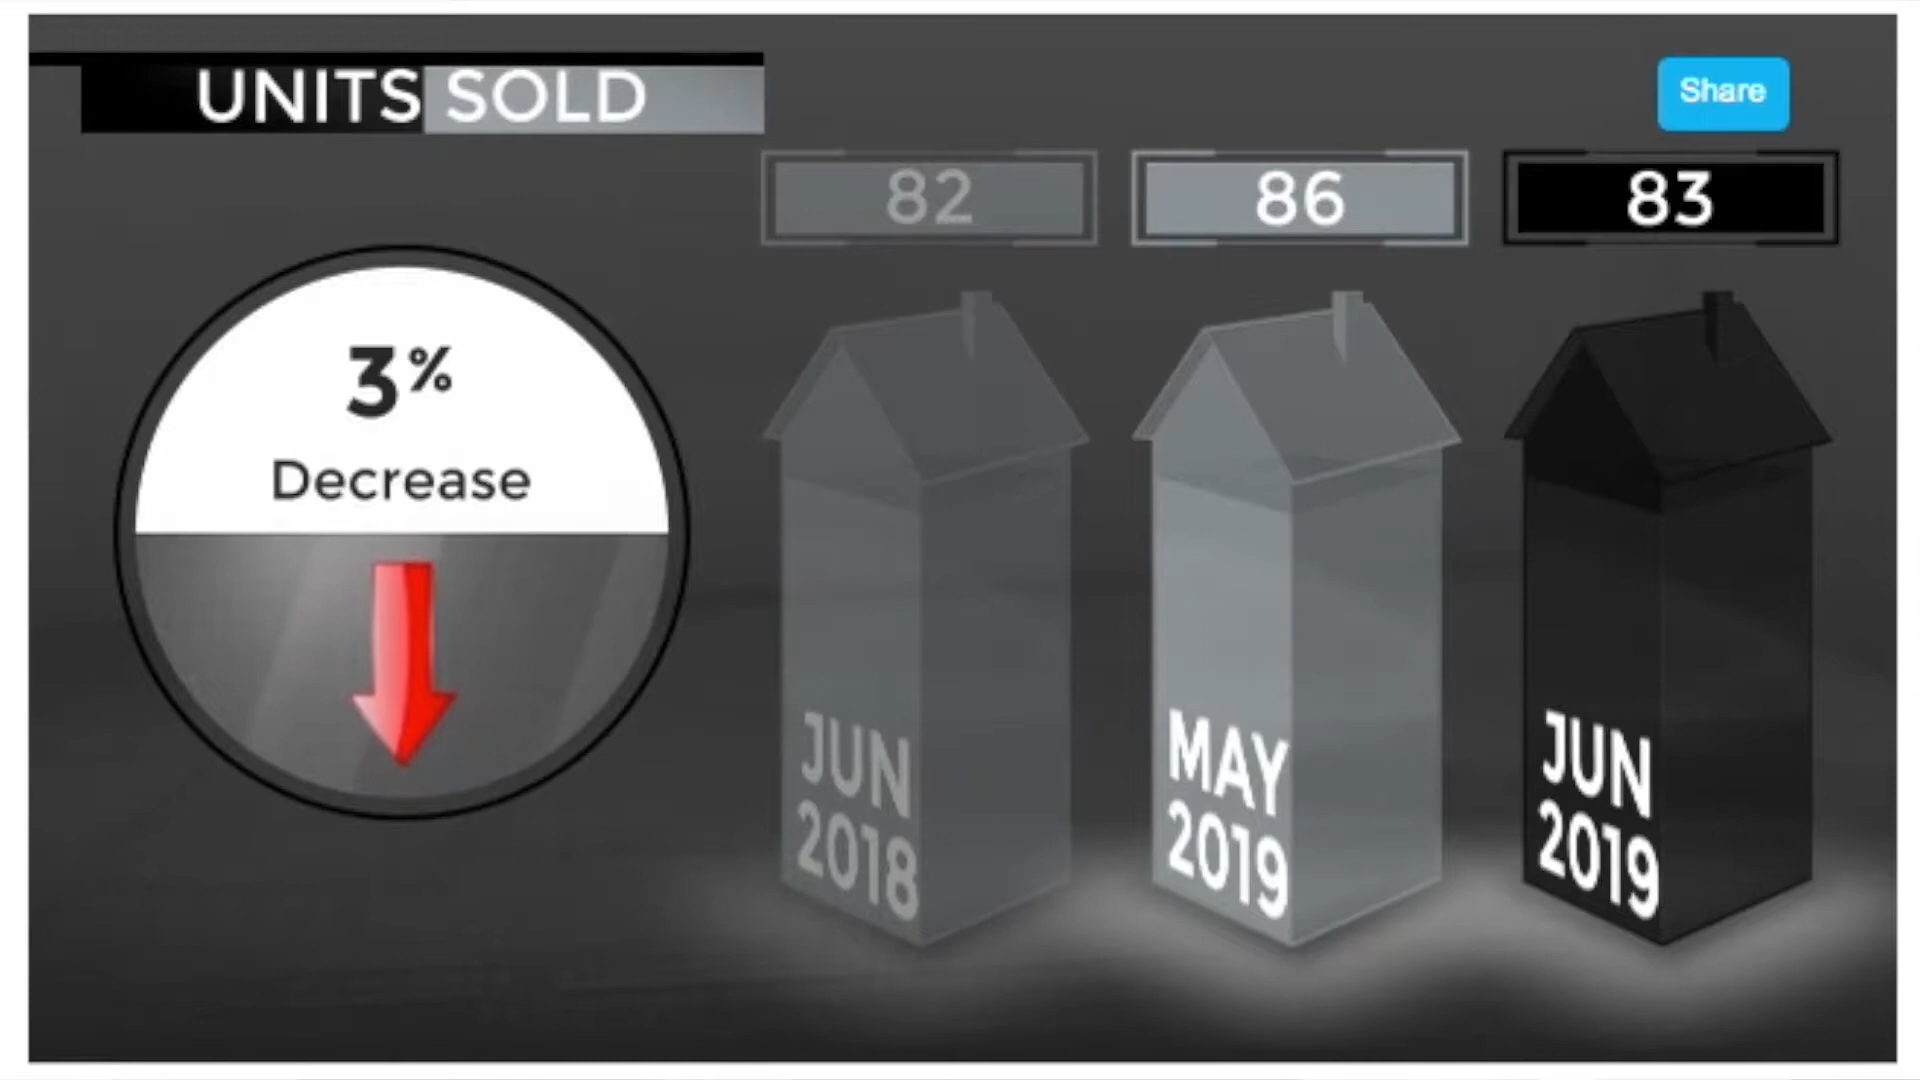 UNITS SOLD
Share
82
86
83
3%
Decrease
JUN
2018
MAY
2019
JUN
2019